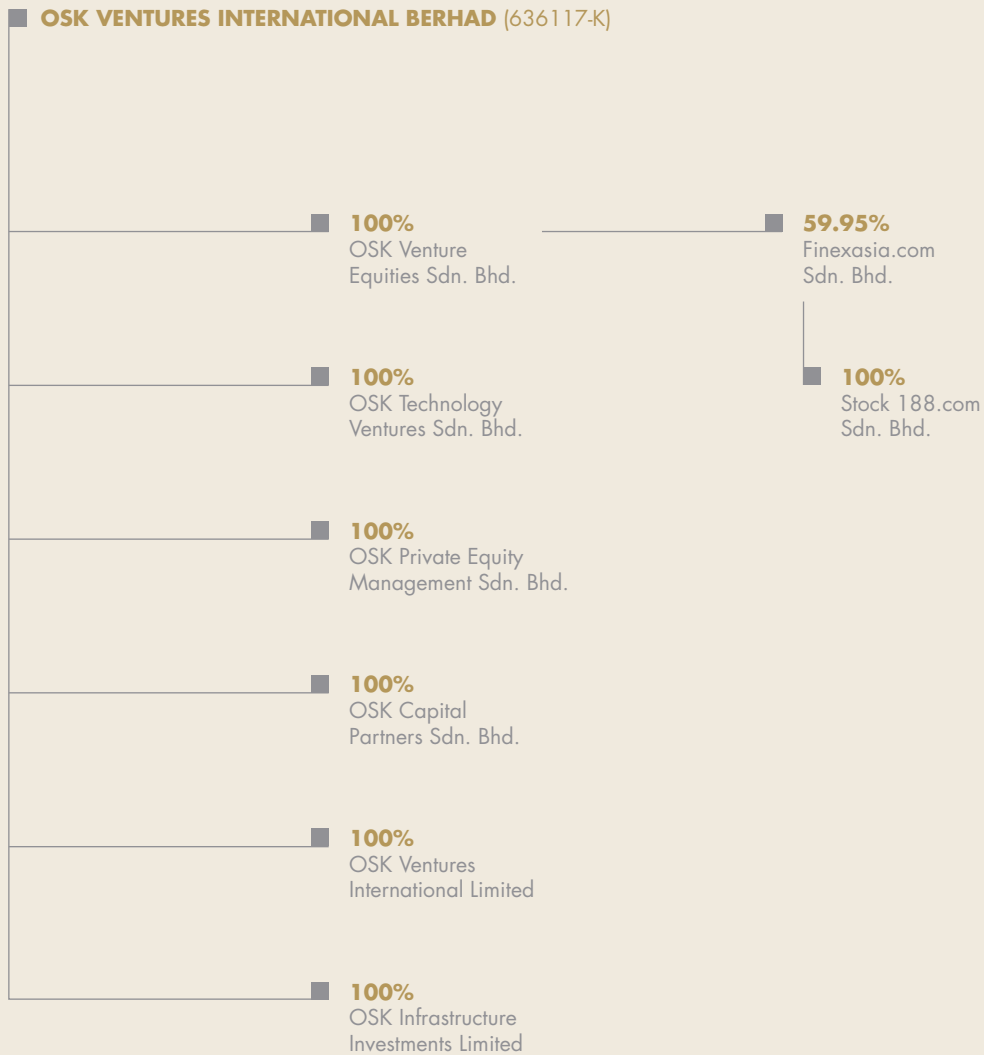 OSK VENTURES INTERNATIONAL BERHAD (636117-K)
100%
OSK Venture
Equities Sdn. Bhd.
59.95%
Finexasia.com
Sdn. Bhd.
100%
OSK Technology
Ventures Sdn. Bhd.
100%
Stock 188.com
Sdn. Bhd.
100%
OSK Private Equity
Management Sdn. Bhd.
100%
OSK Capital
Partners Sdn. Bhd.
100%
OSK Ventures
International Limited
100%
OSK Infrastructure
Investments Limited